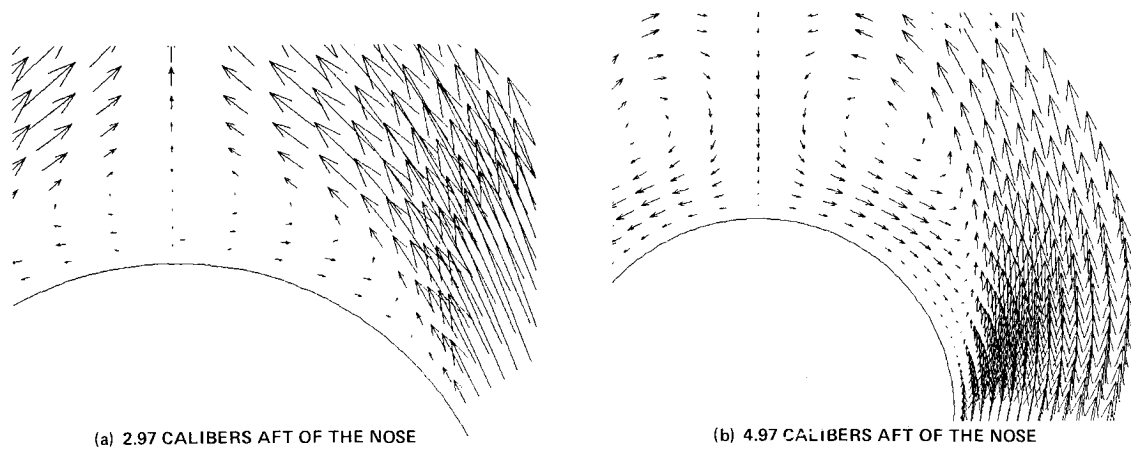 (a) 2.97 CALIBERS AFT OF THE NOSE
(b) 4.97 CALIBERS AFT OF THE NOSE